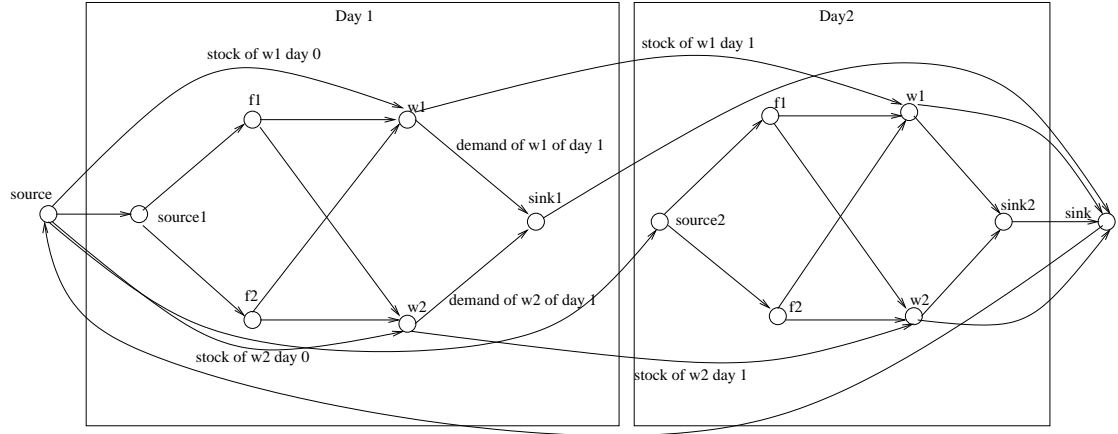 Day 1
Day2
stock of w1 day 0
stock of w1 day 1
f1
w1
f1
w1
demand of w1 of day 1
source
source1
sink1
source2
sink2
sink
f2
w2
demand of w2 of day 1
f2
w2
stock of w2 day 0
stock of w2 day 1